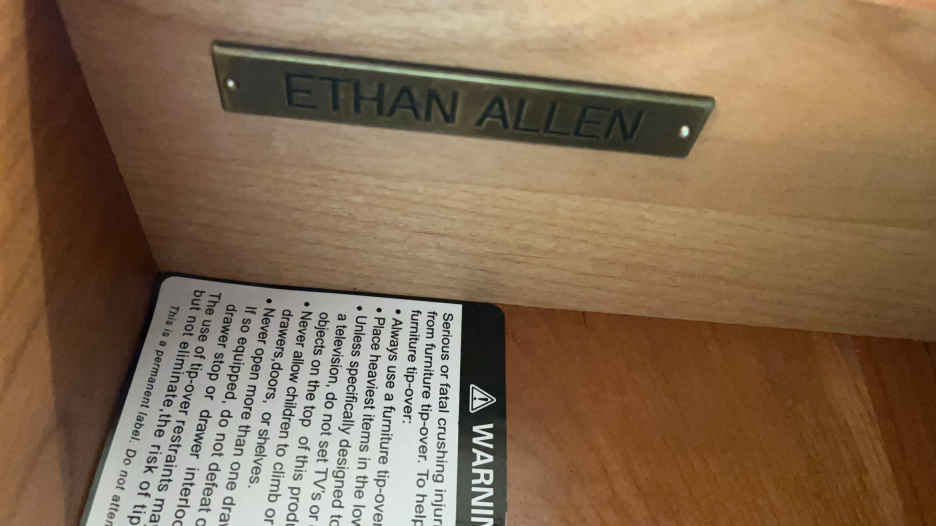 ETHAN ALLEN
WARNIN
Serious or fatal crushing injur
from furniture tip-over. To help
furniture tip-over:
• Always use a furniture tip-over
• Place heaviest items in the low
• Unless specifically designed to
a television, do not set TV's or
objects on the top of this prod
• Never allow children to climb or
drawers,doors, or shelves.
• Never open more than one draw
If so equipped, do not defeat o
drawer stop or drawer interloc
The use of tip-over restraints ma
but not eliminate,the risk of tip
This is a permanent label. Do not attem